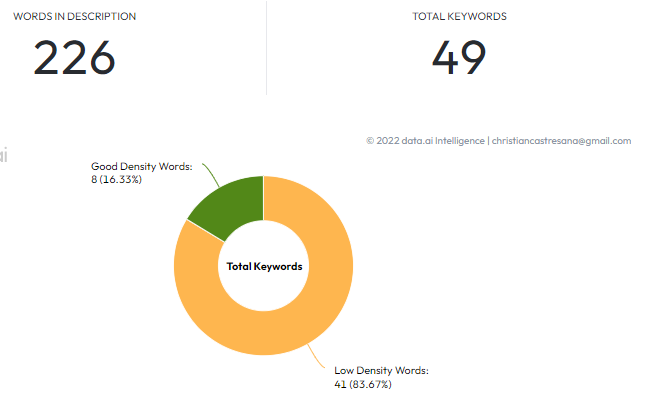 WORDS IN DESCRIPTION
TOTAL KEYWORDS
226
49
© 2022 data.ai Intelligence | christiancastresana@gmail.com
ai
Good Density Words:
8 (16.33%)
Total Keywords
Low Density Words:
41 (83.67%)